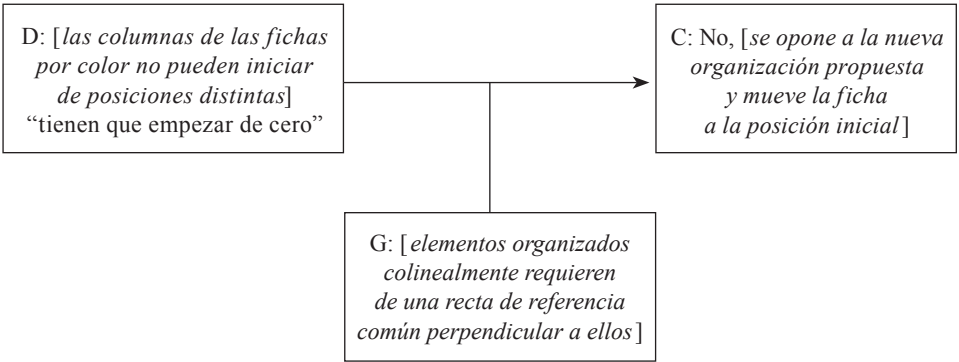 D: [las columnas de las fichas
por color no pueden iniciar
de posiciones distintas]
“tienen que empezar de cero”
C: No, [se opone a la nueva
organización propuesta
y mueve la ficha
a la posición inicial]
G: [elementos organizados
colinealmente requieren
de una recta de referencia
común perpendicular a ellos]